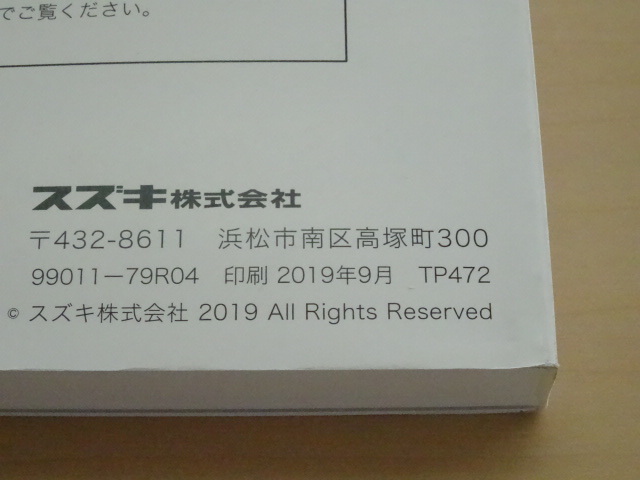 でご覧ください。
スズキ株式会社
〒432-8611 浜松市南区高塚町300
99011−79R04 印刷 2019年9月 TP472
© スズキ株式会社 2019 All Rights Reserved